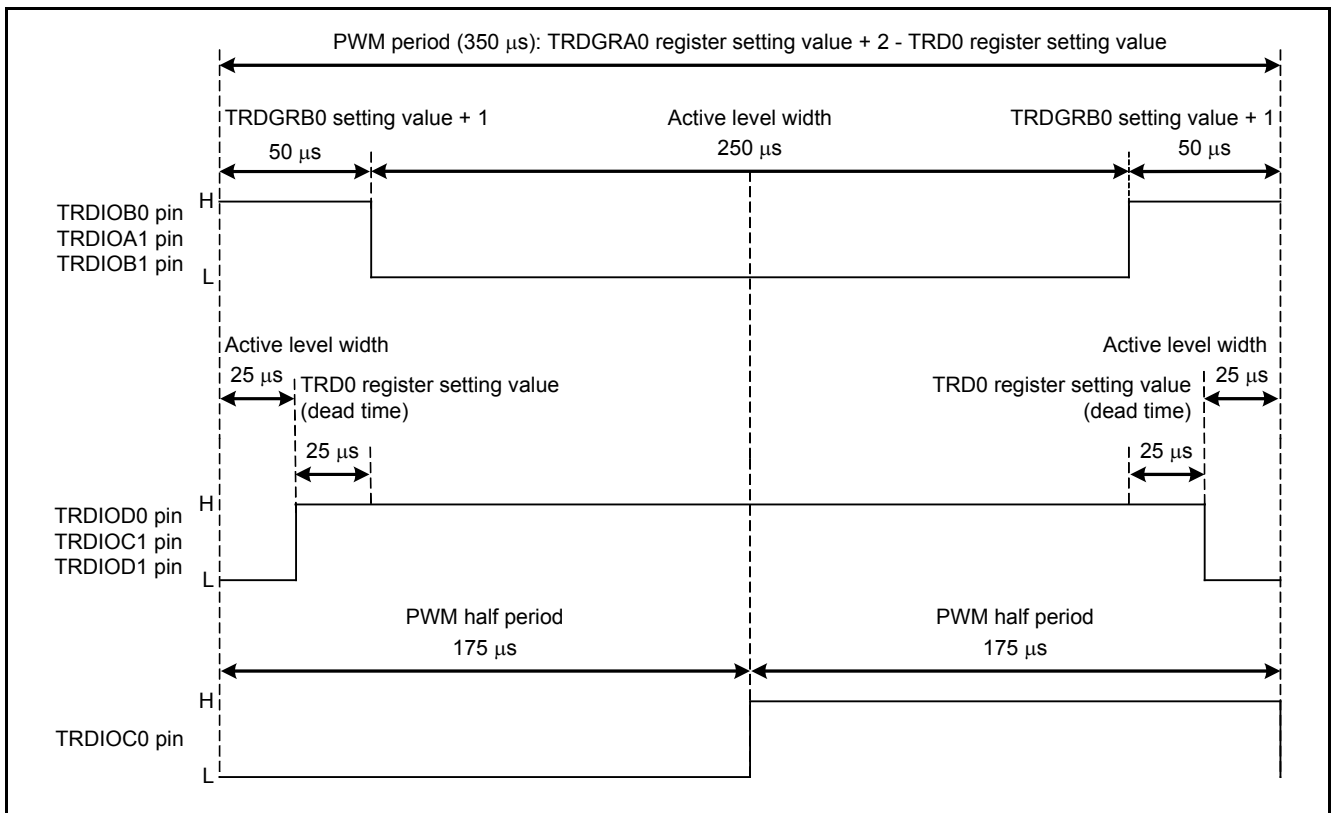 PWM period (350 μs): TRDGRA0 register setting value + 2 - TRD0 register setting value
TRDGRB0 setting value + 1
Active level width
TRDGRB0 setting value + 1
50 μs
250 μs
50 μs
H
TRDIOB0 pin
TRDIOA1 pin
TRDIOB1 pin
L
Active level width
Active level width
25 μs
TRD0 register setting value
(dead time)
TRD0 register setting value
(dead time)
25 μs
25 μs
25 μs
H
TRDIOD0 pin
TRDIOC1 pin
TRDIOD1 pin
L
PWM half period
PWM half period
175 μs
175 μs
H
TRDIOC0 pin
L